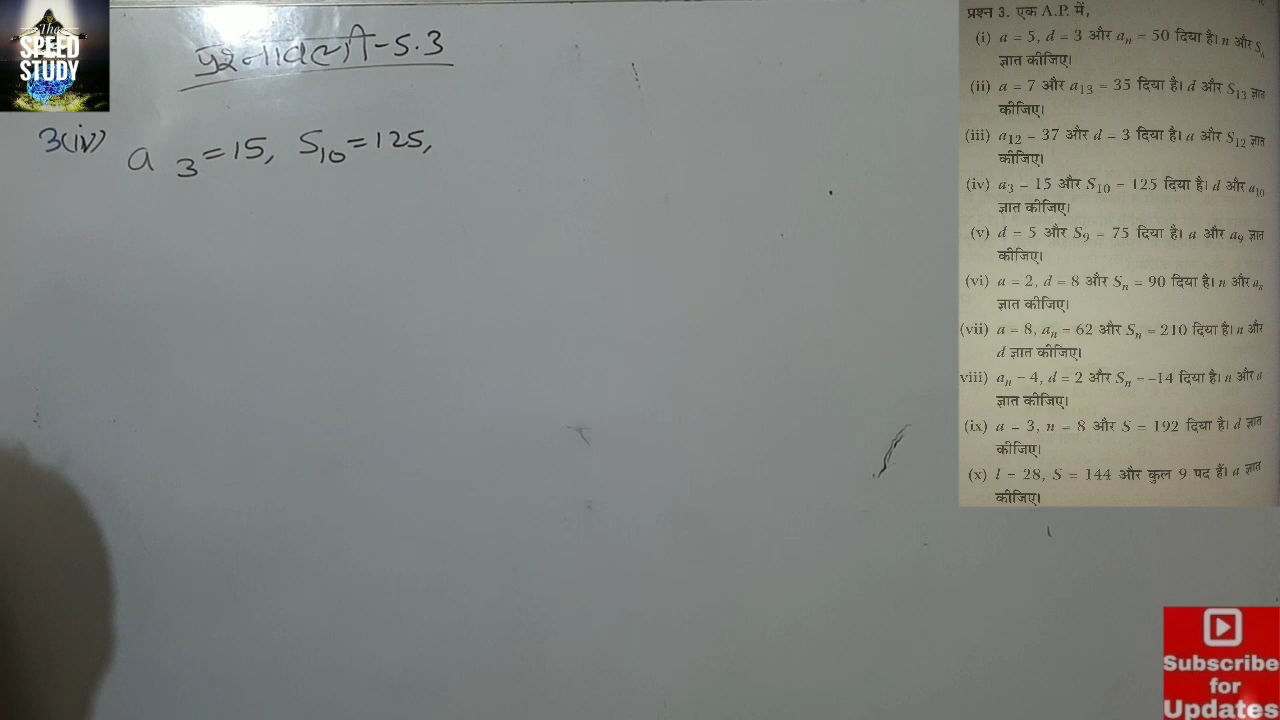 The
SPEED
STUDY
प्रश्नावली-5.3
3(iv) a 3=15, S10=125,
प्रश्न 3. एक A.P. में,
(i) a = 5, d = 3 और an = 50 दिया है। n और Sn
ज्ञात कीजिए।
(ii) a = 7 और a13 = 35 दिया है। d और S13 ज्ञात
कीजिए।
(iii) a12 = 37 और d = 3 दिया है। a और S12 ज्ञात
कीजिए।
(iv) a3 = 15 और S10 = 125 दिया है। d और a10
ज्ञात कीजिए।
(v) d = 5 और S9 = 75 दिया है। a और a9 ज्ञात
कीजिए।
(vi) a = 2, d = 8 और Sn = 90 दिया है। n और an
ज्ञात कीजिए।
(vii) a = 8, an = 62 और Sn = 210 दिया है। n और
d ज्ञात कीजिए।
viii) an = 4, d = 2 और Sn = -14 दिया है। n और a
ज्ञात कीजिए।
(ix) a = 3, n = 8 और S = 192 दिया है। d ज्ञात
कीजिए।
(x) l = 28, S = 144 और कुल 9 पद हैं। a ज्ञात
कीजिए।
Subscribe
for
Updates